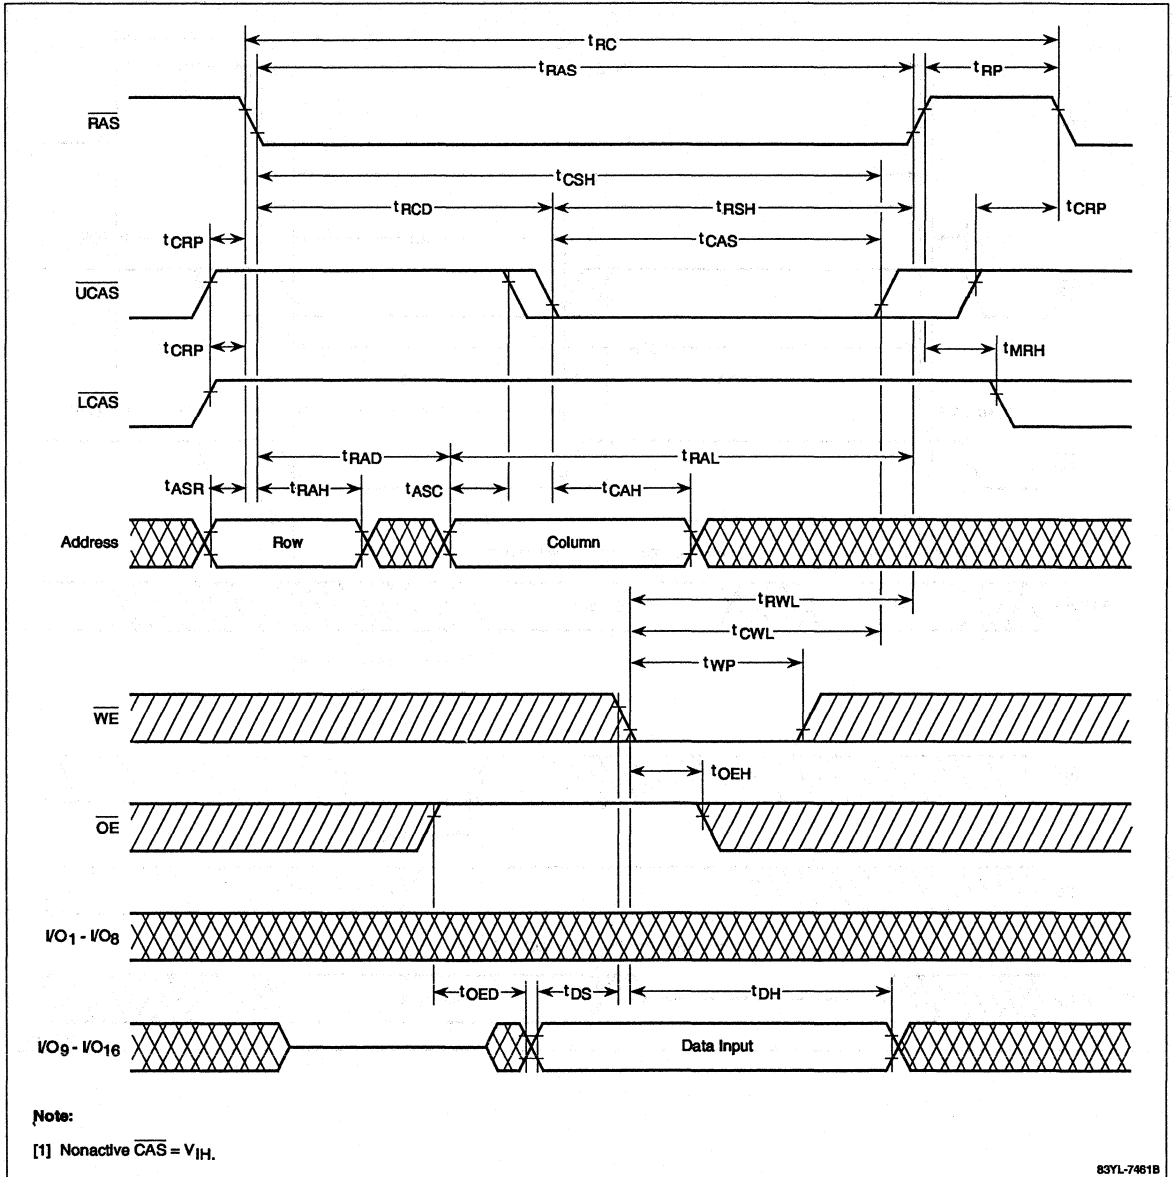 tRC
tRAS
tRP
RAS
tCSH
tRCD
tRSH
tCRP
tCRP
tCAS
UCAS
tCRP
tMRH
LCAS
tRAD
tRAL
tASR
tRAH
tASC
tCAH
Address
Row
Column
tRWL
tCWL
tWP
WE
tOEH
OE
I/O1 - I/O8
tOED
tDS
tDH
I/O9 - I/O16
Data Input
Note:
[1] Nonactive CAS = VIH.
83YL-7461B